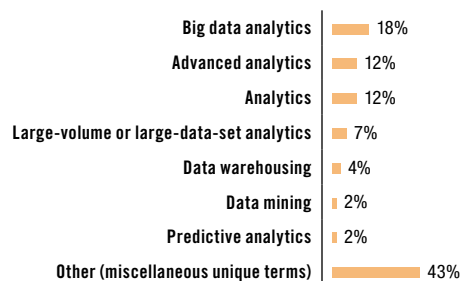 Big data analytics 18%
Advanced analytics 12%
Analytics 12%
Large-volume or large-data-set analytics 7%
Data warehousing 4%
Data mining 2%
Predictive analytics 2%
Other (miscellaneous unique terms) 43%